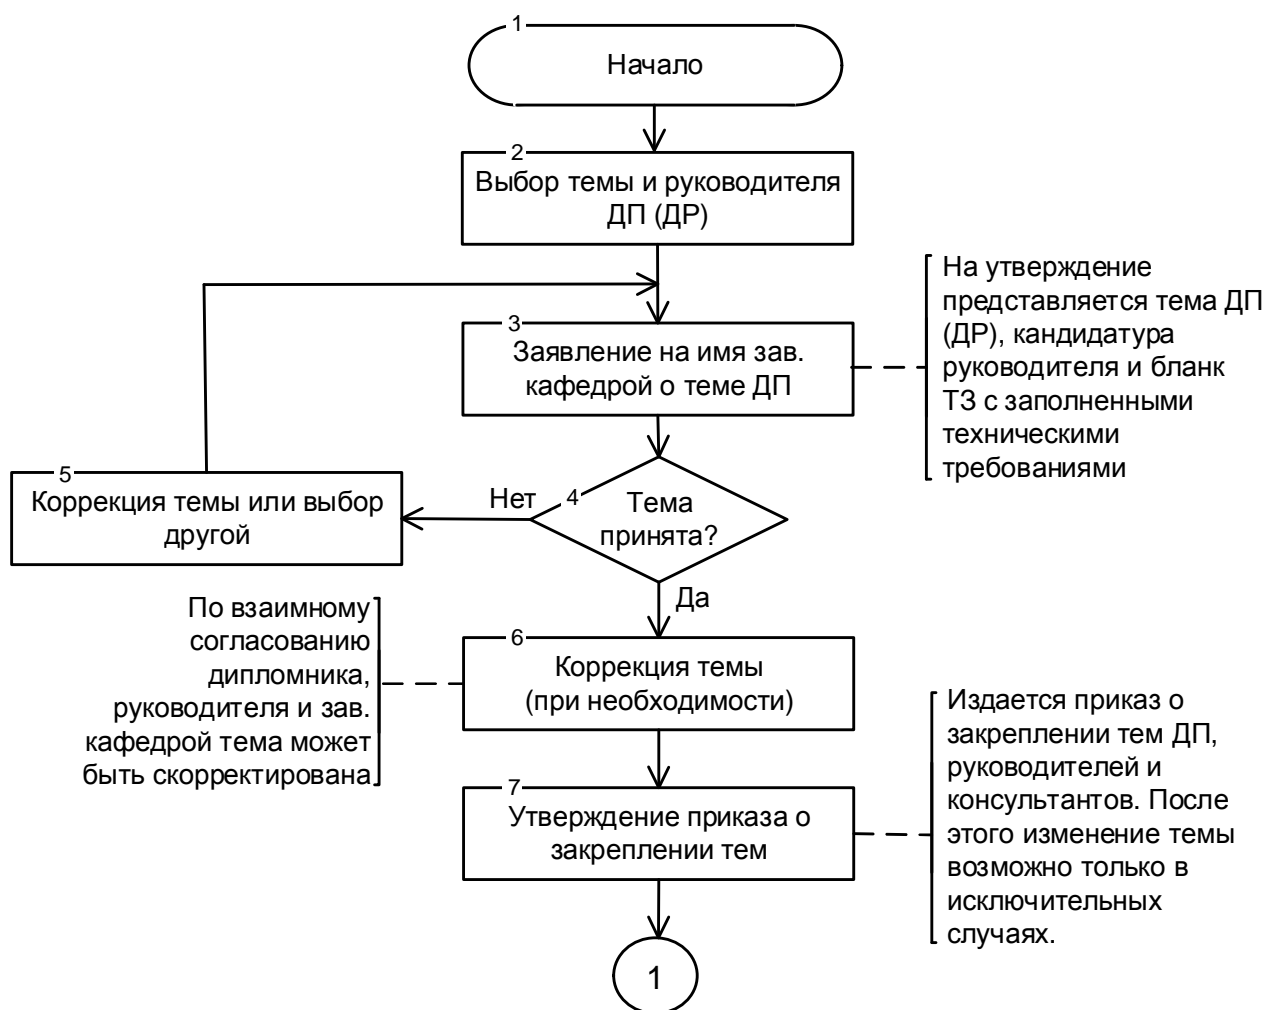 1
Начало
2
Выбор темы и руководителя
ДП (ДР)
3
Заявление на имя зав.
кафедрой о теме ДП
На утверждение
представляется тема ДП
(ДР), кандидатура
руководителя и бланк
ТЗ с заполненными
техническими
требованиями
4
Тема
принята?
Нет
5
Коррекция темы или выбор
другой
Да
6
Коррекция темы
(при необходимости)
По взаимному
согласованию
дипломника,
руководителя и зав.
кафедрой тема может
быть скорректирована
7
Утверждение приказа о
закреплении тем
Издается приказ о
закреплении тем ДП,
руководителей и
консультантов. После
этого изменение темы
возможно только в
исключительных
случаях.
1